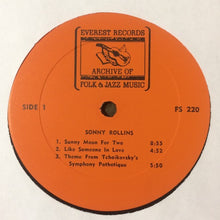 EVEREST RECORDS
ARCHIVE OF
FOLK & JAZZ MUSIC
SIDE 1
FS 220
SONNY ROLLINS
1. Sonny Moon For Two 8:55
2. Like Someone In Love 4:52
3. Theme From Tchaikovsky's
Symphony Pathetique 5:50